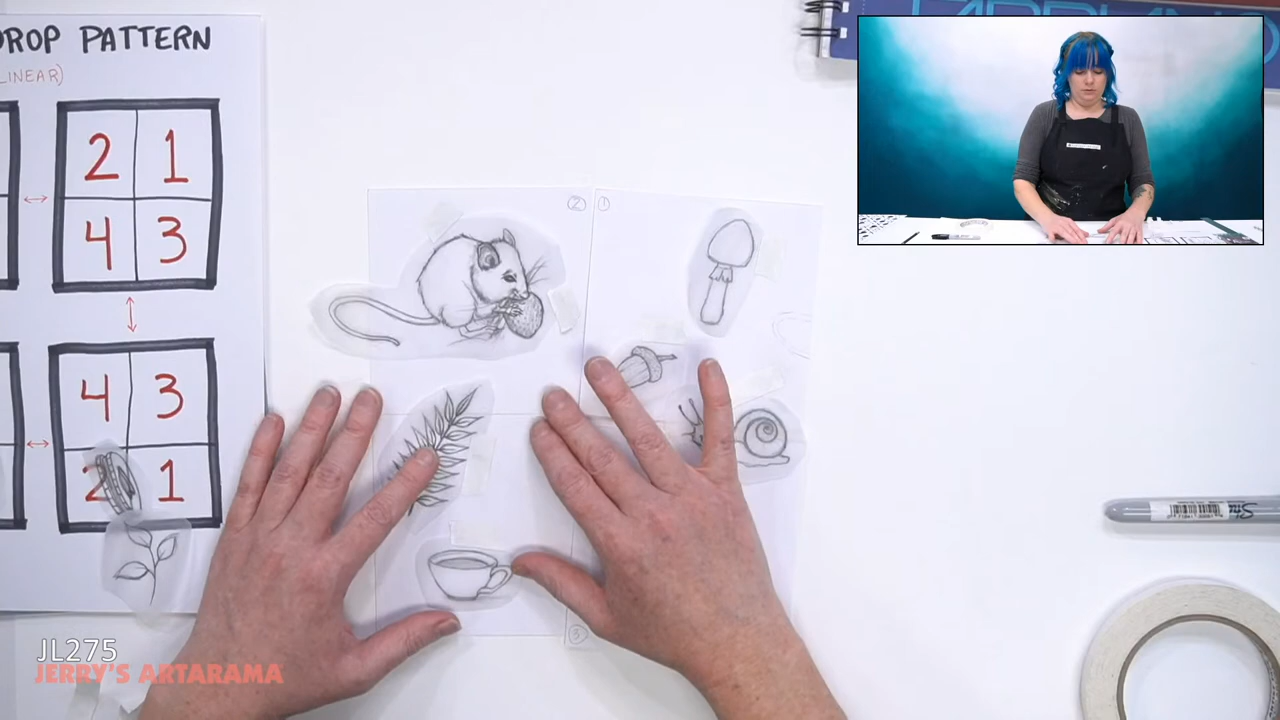 DROP PATTERN
LINEAR)
2 1
4 3
4 3
2 1
2
1
3
JL275
JERRY'S ARTARAMA